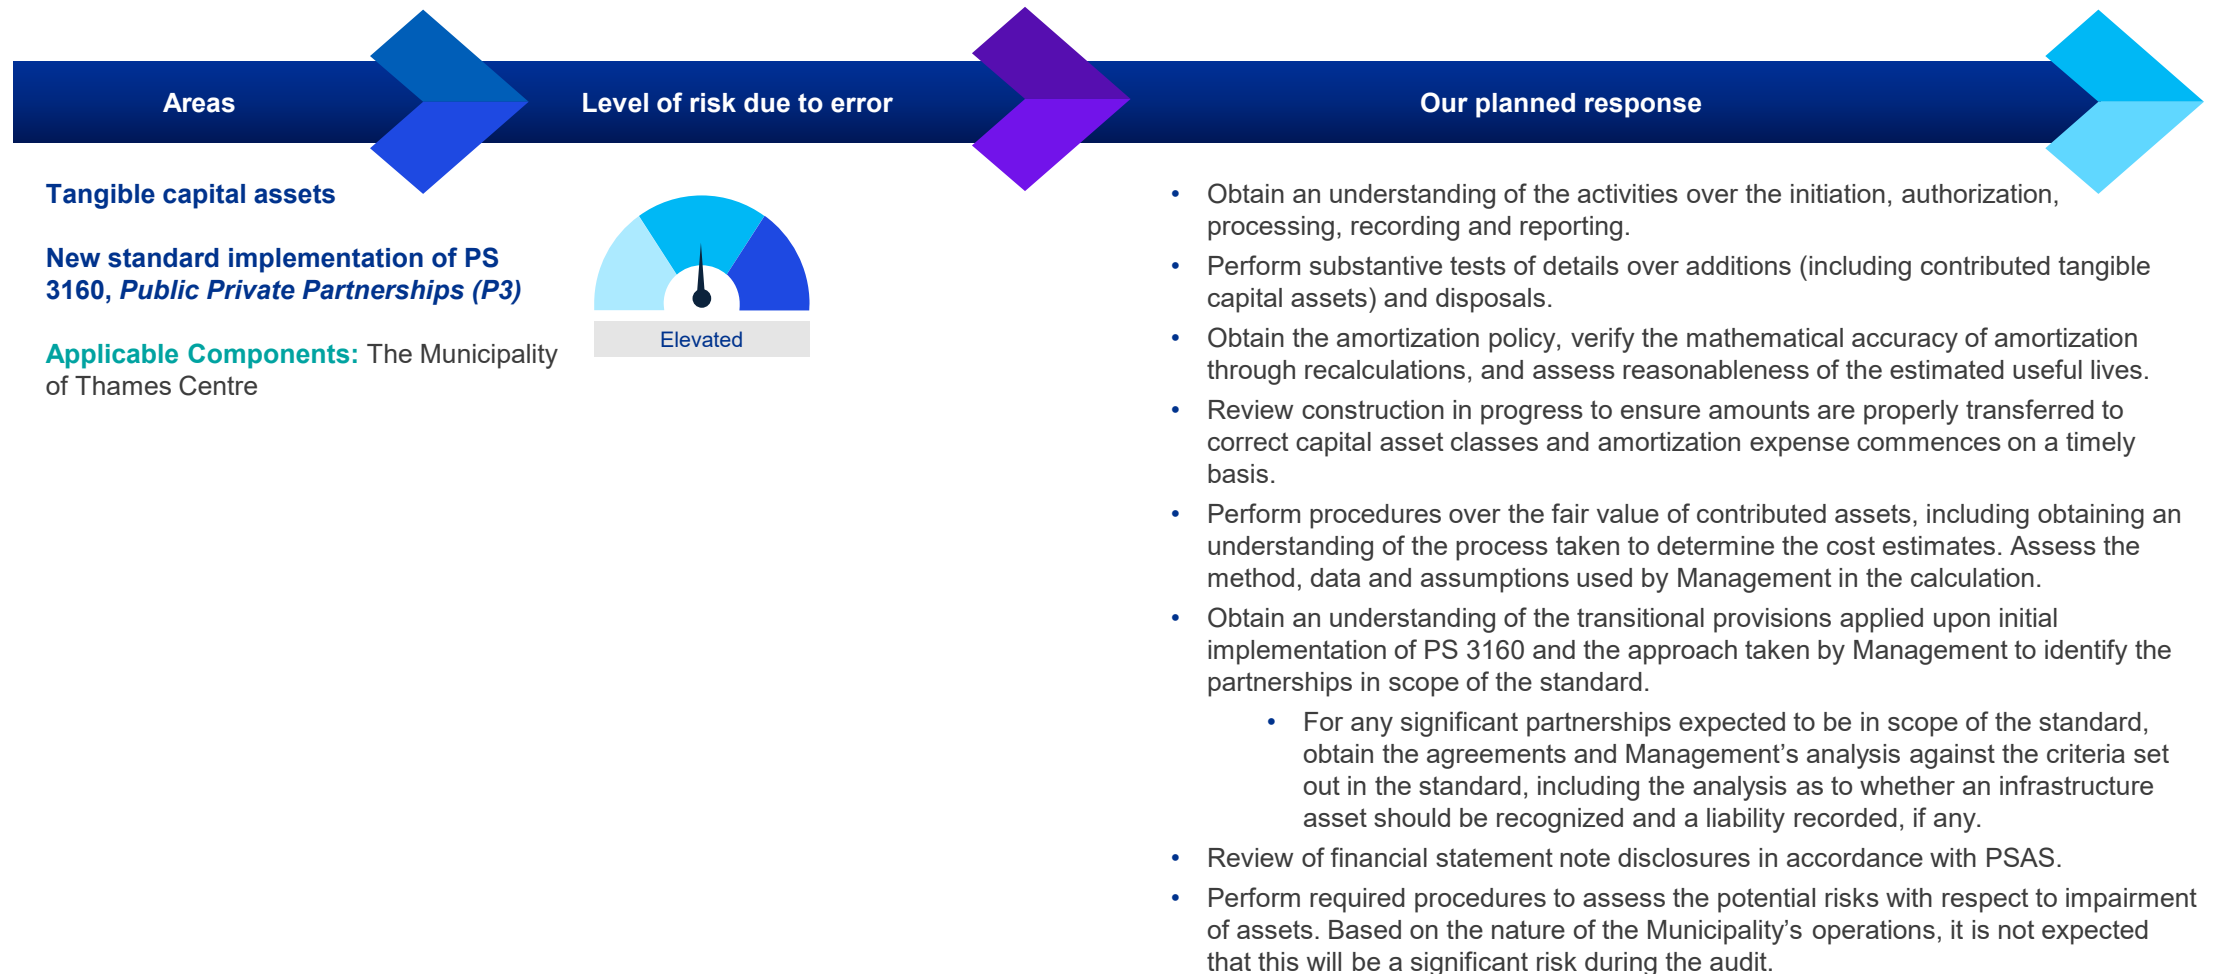 Areas
Level of risk due to error
Our planned response
Tangible capital assets
New standard implementation of PS
3160, Public Private Partnerships (P3)
Applicable Components: The Municipality
of Thames Centre
Elevated
• Obtain an understanding of the activities over the initiation, authorization,
processing, recording and reporting.
• Perform substantive tests of details over additions (including contributed tangible
capital assets) and disposals.
• Obtain the amortization policy, verify the mathematical accuracy of amortization
through recalculations, and assess reasonableness of the estimated useful lives.
• Review construction in progress to ensure amounts are properly transferred to
correct capital asset classes and amortization expense commences on a timely
basis.
• Perform procedures over the fair value of contributed assets, including obtaining an
understanding of the process taken to determine the cost estimates. Assess the
method, data and assumptions used by Management in the calculation.
• Obtain an understanding of the transitional provisions applied upon initial
implementation of PS 3160 and the approach taken by Management to identify the
partnerships in scope of the standard.
• For any significant partnerships expected to be in scope of the standard,
obtain the agreements and Management’s analysis against the criteria set
out in the standard, including the analysis as to whether an infrastructure
asset should be recognized and a liability recorded, if any.
• Review of financial statement note disclosures in accordance with PSAS.
• Perform required procedures to assess the potential risks with respect to impairment
of assets. Based on the nature of the Municipality’s operations, it is not expected
that this will be a significant risk during the audit.